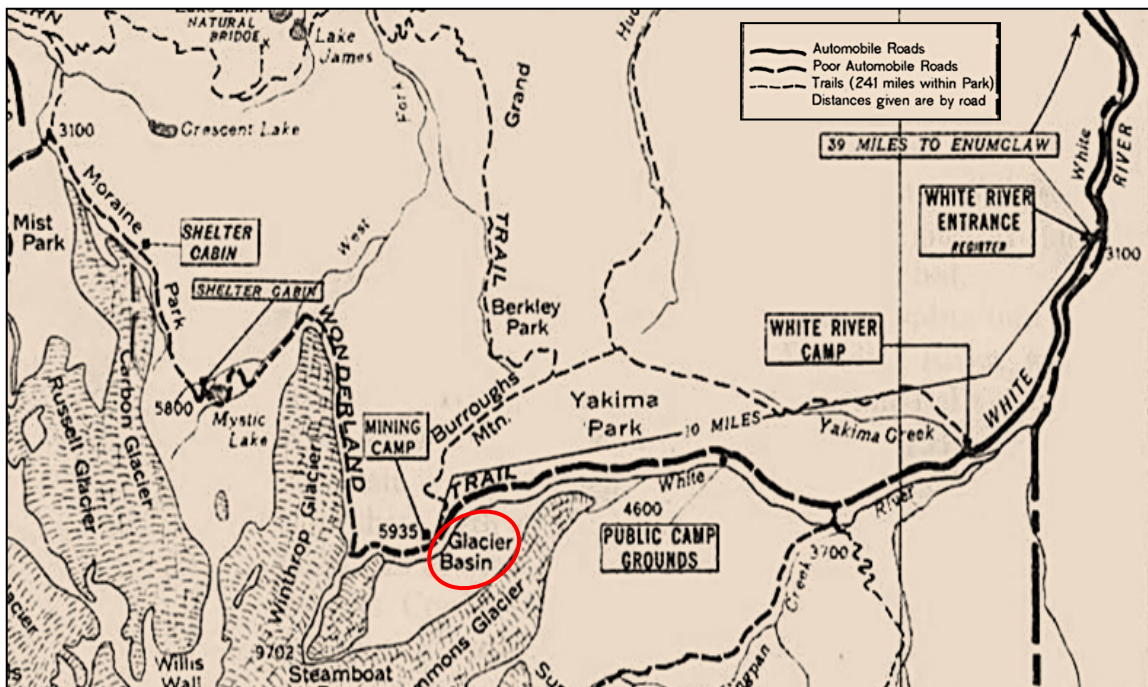 NATURAL
BRIDGE
Lake
James
Crescent Lake
3100
Moraine
Park
Mist
Park
SHELTER
CABIN
SHELTER CABIN
5800
Mystic
Lake
Carbon Glacier
Russell Glacier
Winthrop Glacier
WONDERLAND
TRAIL
West
Fork
Grand
TRAIL
Berkley
Park
Burroughs
Mtn.
MINING
CAMP
5935
Glacier
Basin
Yakima
Park
10 MILES
White
River
4600
PUBLIC CAMP
GROUNDS
3700
Creek
Yakima Creek
WHITE RIVER
CAMP
WHITE
RIVER
White
WHITE RIVER
ENTRANCE
REGISTER
3100
39 MILES TO ENUMCLAW
Automobile Roads
Poor Automobile Roads
Trails (241 miles within Park)
Distances given are by road
9702
Steamboat
Willis
Wall
Glacier